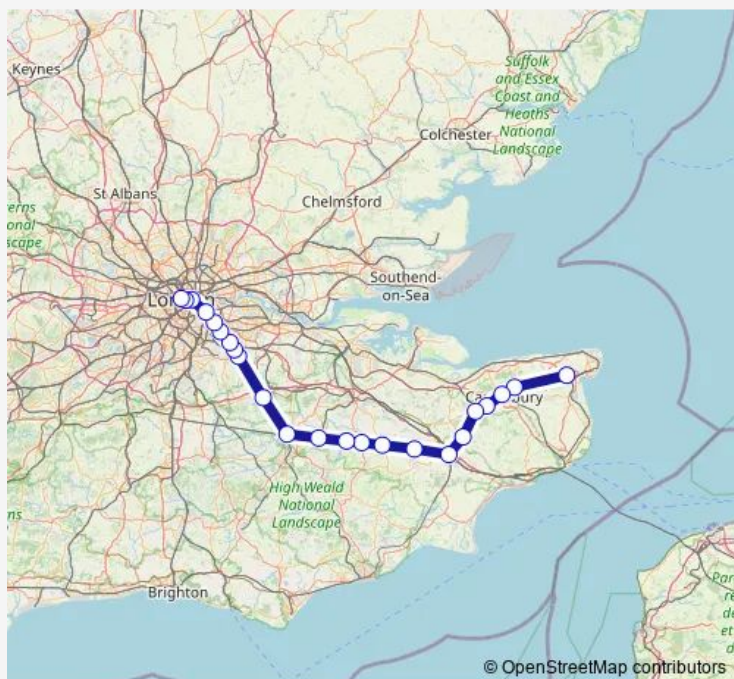 Keynes
Suffolk
and Essex
Coast and
Heaths
National
Landscape
Colchester
St Albans
Chelmsford
erns
onal
scape
Southend-
on-Sea
High Weald
National
Landscape
Brighton
© OpenStreetMap contributors